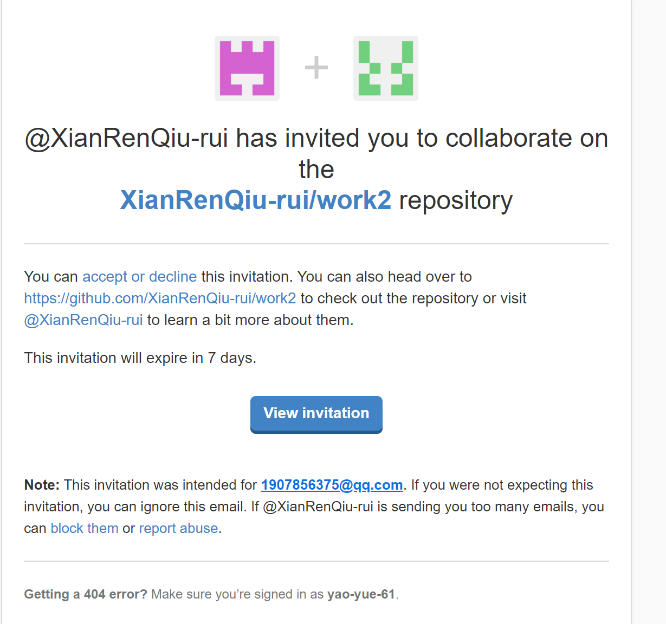 @XianRenQiu-rui has invited you to collaborate on
the
XianRenQiu-rui/work2 repository
You can accept or decline this invitation. You can also head over to
https://github.com/XianRenQiu-rui/work2 to check out the repository or visit
@XianRenQiu-rui to learn a bit more about them.
This invitation will expire in 7 days.
View invitation
Note: This invitation was intended for 1907856375@qq.com. If you were not expecting this
invitation, you can ignore this email. If @XianRenQiu-rui is sending you too many emails, you
can block them or report abuse.
Getting a 404 error? Make sure you're signed in as yao-yue-61.